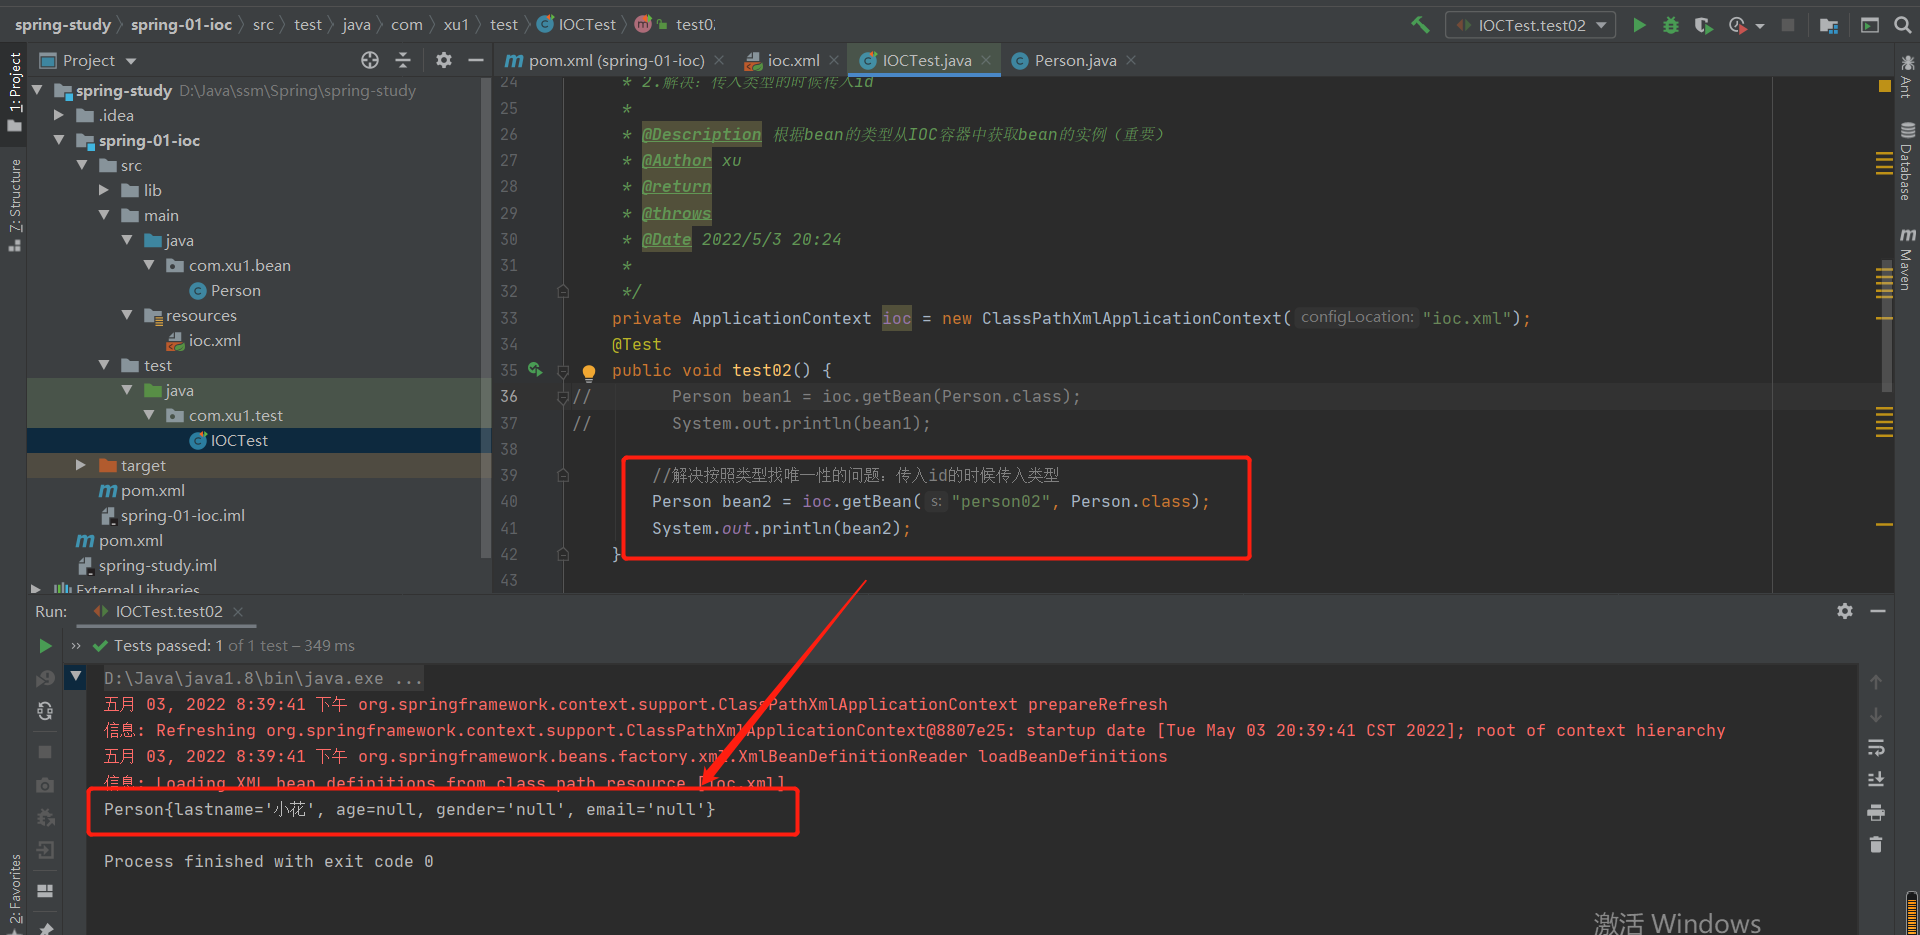 spring-study spring-01-ioc src test java com xu1 test IOCTest test02
IOCTest.test02
Project
pom.xml (spring-01-ioc)
ioc.xml
IOCTest.java
Person.java
1: Project
7: Structure
2: Favorites
Ant
Database
Maven
spring-study D:\Java\ssm\Spring\spring-study
.idea
spring-01-ioc
src
lib
main
java
com.xu1.bean
Person
resources
ioc.xml
test
java
com.xu1.test
IOCTest
target
pom.xml
spring-01-ioc.iml
pom.xml
spring-study.iml
External Libraries
24 * 2.解决：传入类型的时候传入id
25 *
26 * @Description 根据bean的类型从IOC容器中获取bean的实例（重要）
27 * @Author xu
28 * @return
29 * @throws
30 * @Date 2022/5/3 20:24
31 *
32 */
33 private ApplicationContext ioc = new ClassPathXmlApplicationContext( configLocation: "ioc.xml");
34 @Test
35 public void test02() {
36 // Person bean1 = ioc.getBean(Person.class);
37 // System.out.println(bean1);
38
39 //解决按照类型找唯一性的问题：传入id的时候传入类型
40 Person bean2 = ioc.getBean( s: "person02", Person.class);
41 System.out.println(bean2);
42 }
43
Run: IOCTest.test02
Tests passed: 1 of 1 test – 349 ms
D:\Java\java1.8\bin\java.exe ...
五月 03, 2022 8:39:41 下午 org.springframework.context.support.ClassPathXmlApplicationContext prepareRefresh
信息: Refreshing org.springframework.context.support.ClassPathXmlApplicationContext@8807e25: startup date [Tue May 03 20:39:41 CST 2022]; root of context hierarchy
五月 03, 2022 8:39:41 下午 org.springframework.beans.factory.xml.XmlBeanDefinitionReader loadBeanDefinitions
信息: Loading XML bean definitions from class path resource [ioc.xml]
Person{lastname='小花', age=null, gender='null', email='null'}
Process finished with exit code 0
激活 Windows